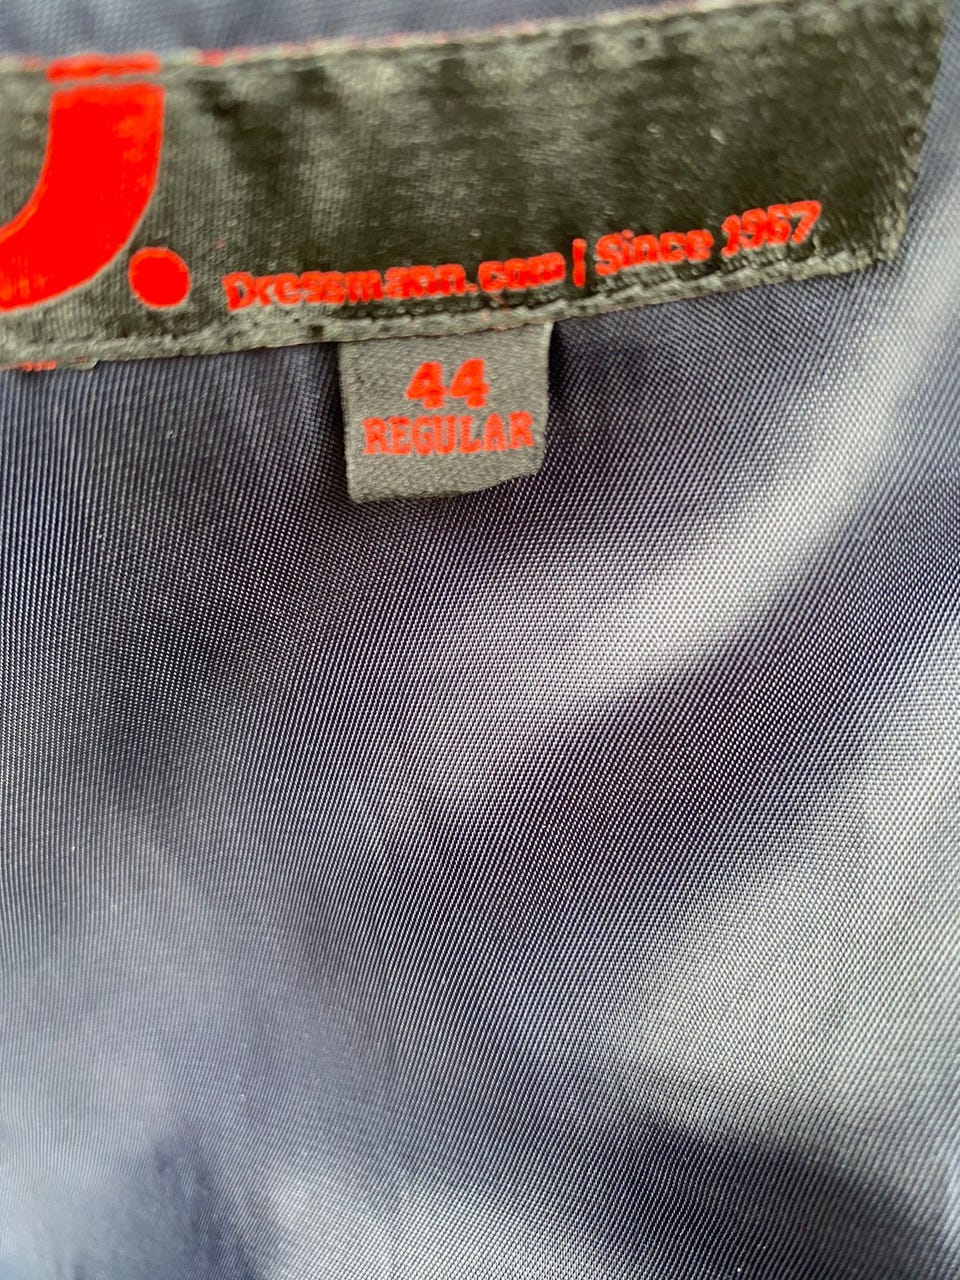 Dressmann.com | Since 1967
44
REGULAR